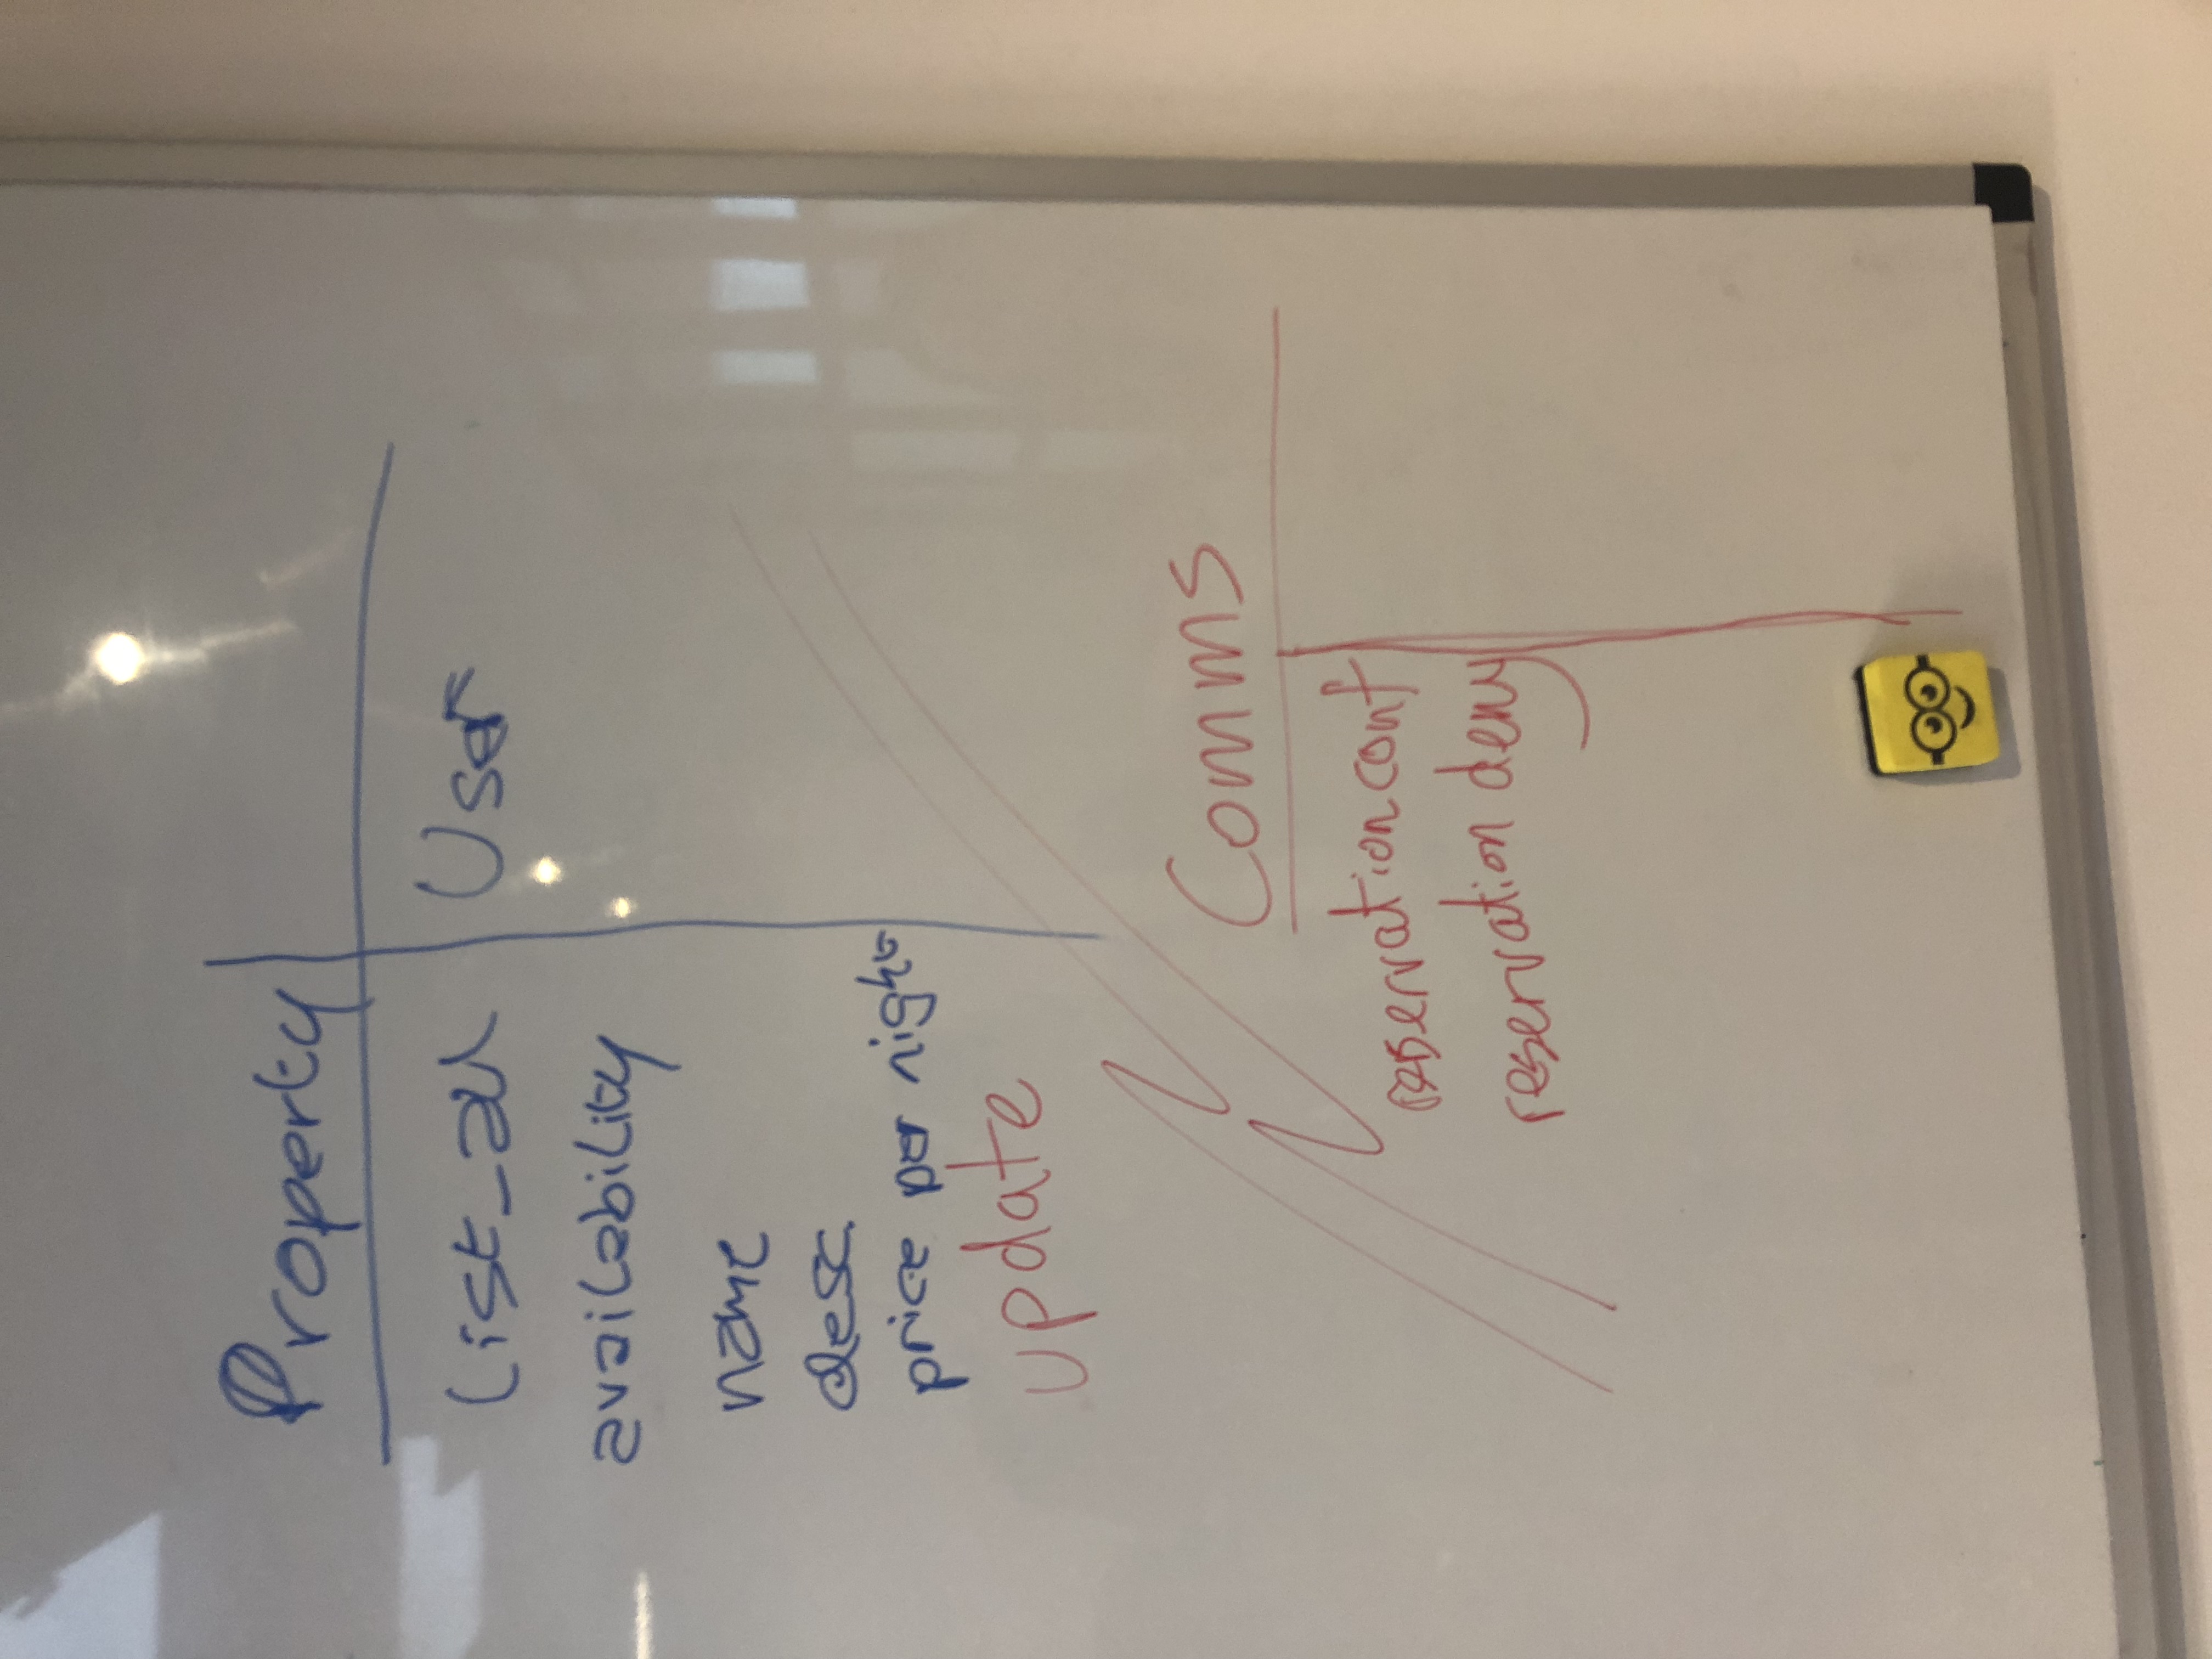 Property
list_all User
availability
name
desc.
price per night
update
Comms
reservation conf
reservation deny